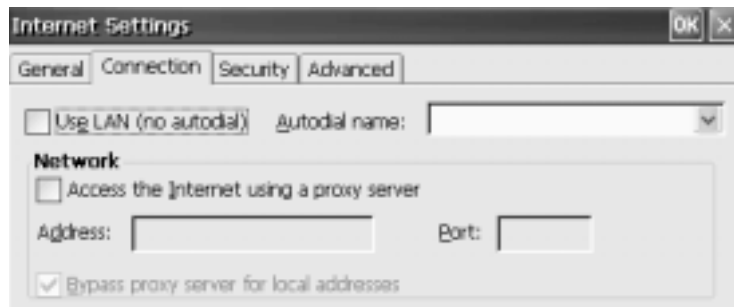 Internet Settings OK ×
General Connection Security Advanced
Use LAN (no autodial) Autodial name:
Network
Access the Internet using a proxy server
Address: Port:
Bypass proxy server for local addresses